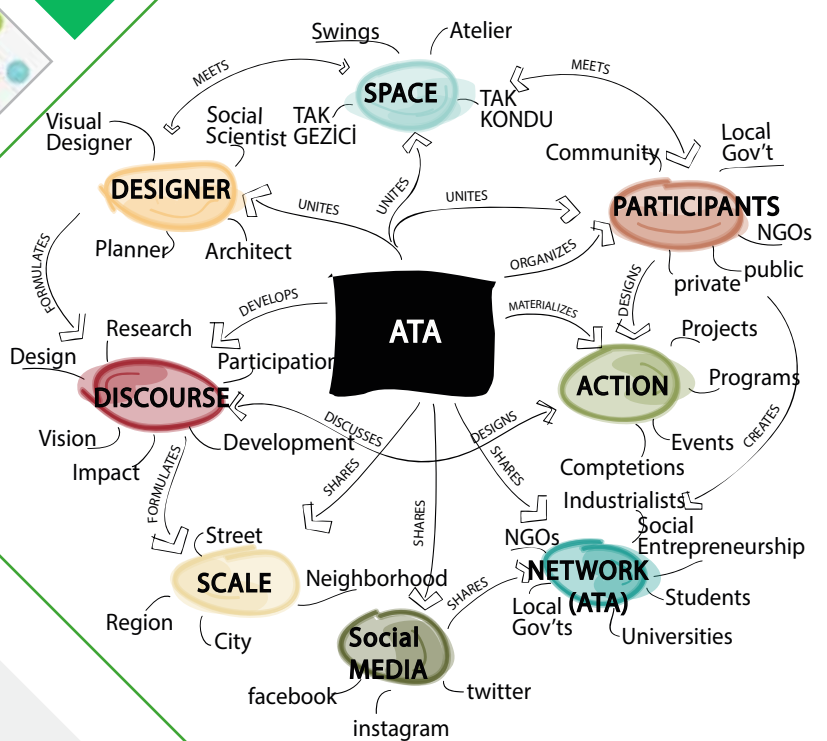 Swings
Atelier
MEETS
MEETS
SPACE
TAK
GEZİCİ
TAK
KONDU
Visual
Designer
Social
Scientist
Community
Local
Gov't
DESIGNER
UNITES
UNITES
UNITES
PARTICIPANTS
NGOs
Planner
Architect
ORGANIZES
private
public
FORMULATES
DEVELOPS
ATA
MATERIALIZES
DESIGNS
Research
Projects
Design
Participation
DISCOURSE
ACTION
Programs
Vision
Impact
Development
DISCUSSES
DESIGNS
Events
Comptetions
CREATES
FORMULATES
SHARES
SHARES
SHARES
Industrialists
Street
NGOs
Social
Entrepreneurship
SCALE
Neighborhood
NETWORK
(ATA)
Students
Region
City
SHARES
Local
Gov'ts
Universities
Social
MEDIA
facebook
twitter
instagram